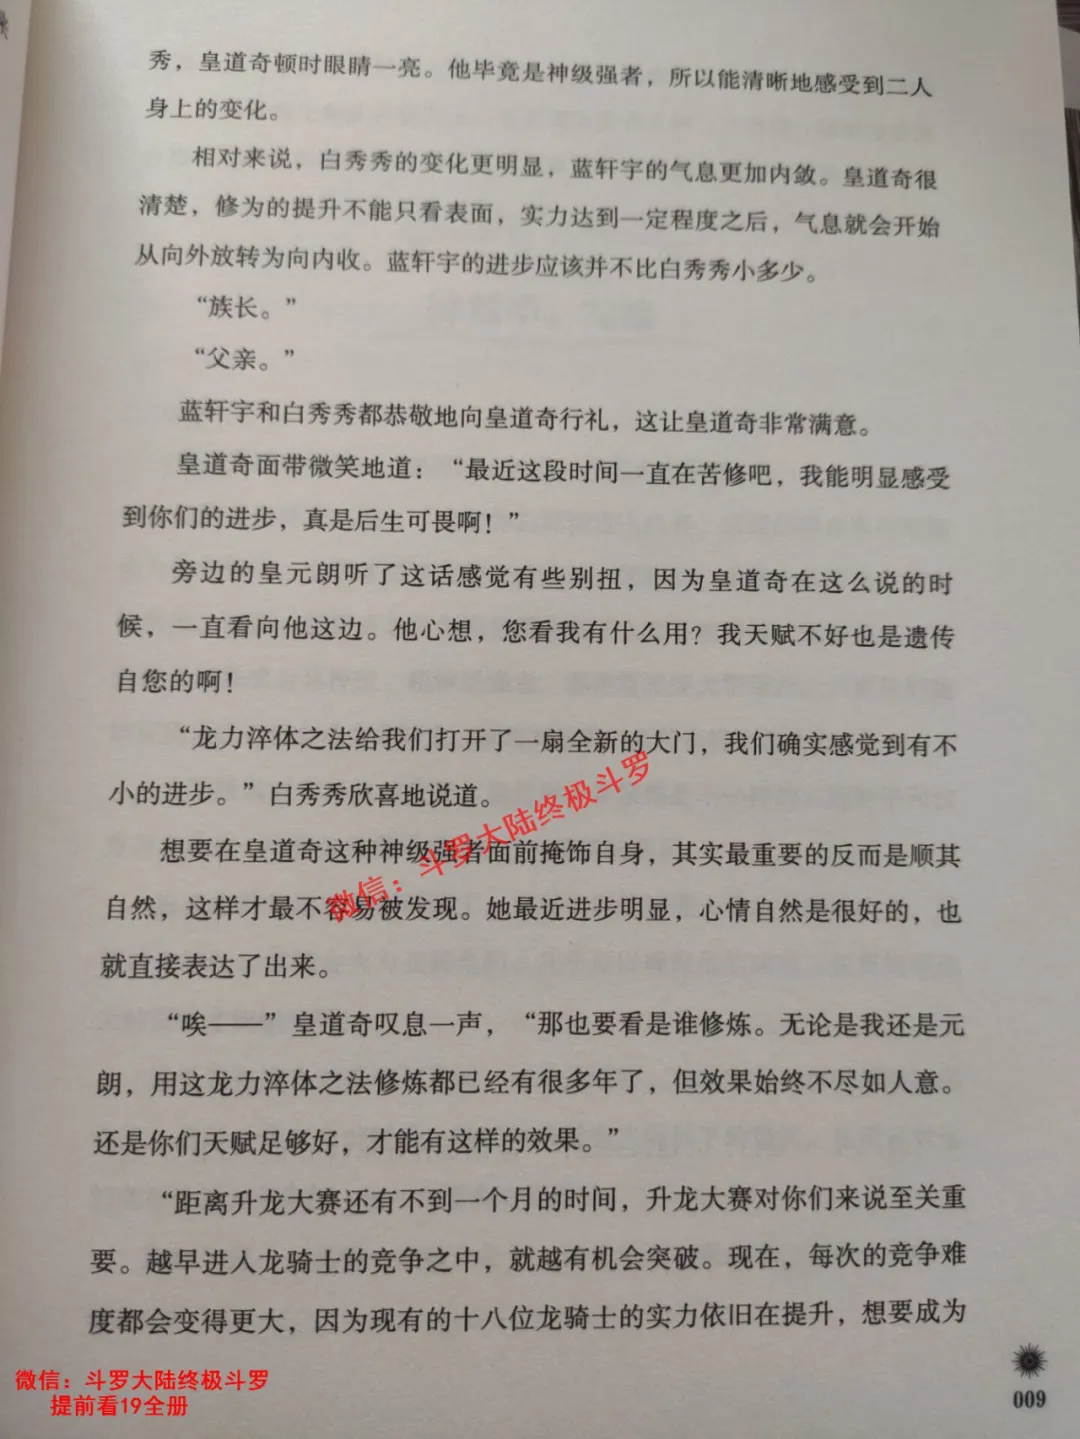 秀，皇道奇顿时眼睛一亮。他毕竟是神级强者，所以能清晰地感受到二人
身上的变化。
相对来说，白秀秀的变化更明显，蓝轩宇的气息更加内敛。皇道奇很
清楚，修为的提升不能只看表面，实力达到一定程度之后，气息就会开始
从向外放转为向内收。蓝轩宇的进步应该并不比白秀秀小多少。
“族长。”
“父亲。”
蓝轩宇和白秀秀都恭敬地向皇道奇行礼，这让皇道奇非常满意。
皇道奇面带微笑地道：“最近这段时间一直在苦修吧，我能明显感受
到你们的进步，真是后生可畏啊！”
旁边的皇元朗听了这话感觉有些别扭，因为皇道奇在这么说的时
候，一直看向他这边。他心想，您看我有什么用？我天赋不好也是遗传
自您的啊！
“龙力淬体之法给我们打开了一扇全新的大门，我们确实感觉到有不
小的进步。”白秀秀欣喜地说道。
想要在皇道奇这种神级强者面前掩饰自身，其实最重要的反而是顺其
自然，这样才最不容易被发现。她最近进步明显，心情自然是很好的，也
就直接表达了出来。
“唉——”皇道奇叹息一声，“那也要看是谁修炼。无论是我还是元
朗，用这龙力淬体之法修炼都已经有很多年了，但效果始终不尽如人意。
还是你们天赋足够好，才能有这样的效果。”
“距离升龙大赛还有不到一个月的时间，升龙大赛对你们来说至关重
要。越早进入龙骑士的竞争之中，就越有机会突破。现在，每次的竞争难
度都会变得更大，因为现有的十八位龙骑士的实力依旧在提升，想要成为
009
微信：斗罗大陆终极斗罗
微信：斗罗大陆终极斗罗
提前看19全册